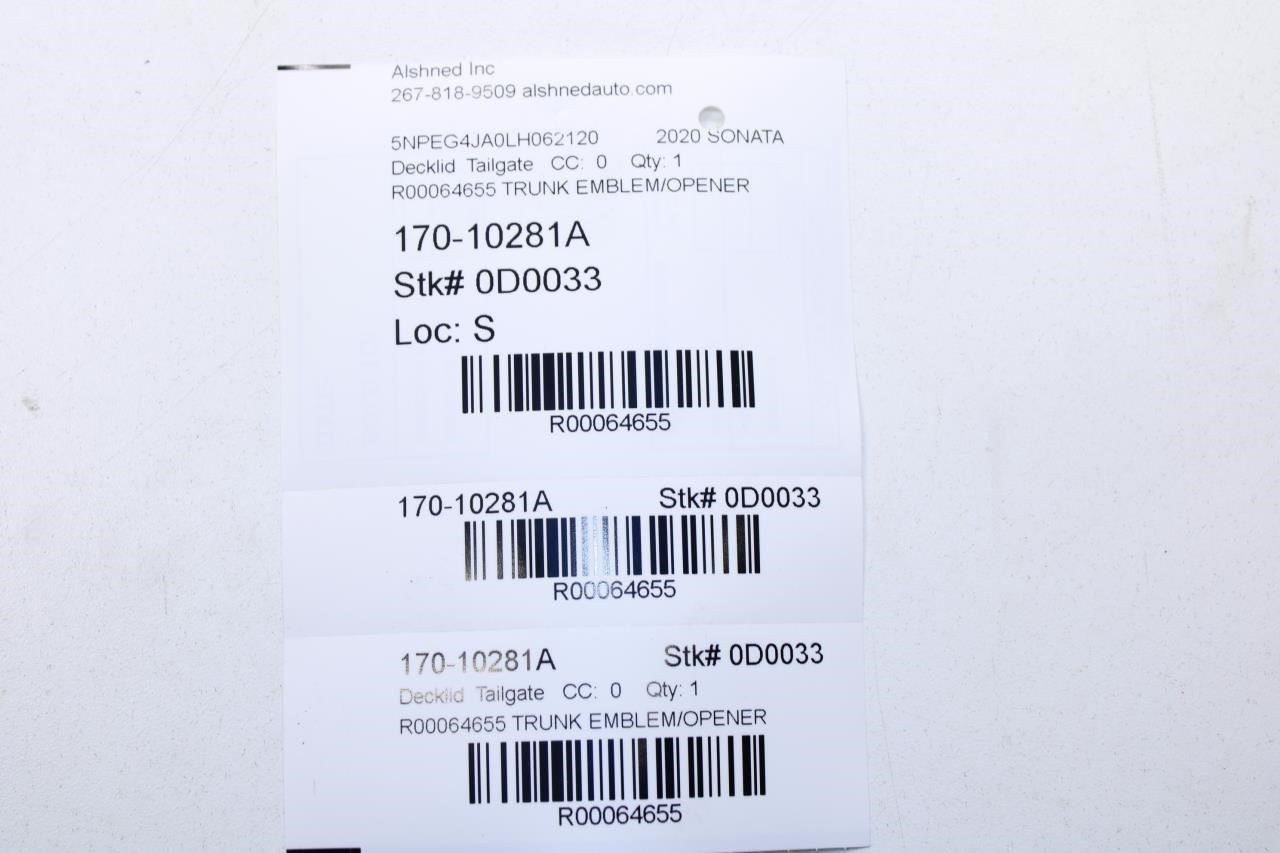 Alshned Inc
267-818-9509 alshnedauto.com
5NPEG4JA0LH062120 2020 SONATA
Decklid Tailgate CC: 0 Qty: 1
R00064655 TRUNK EMBLEM/OPENER
170-10281A
Stk# 0D0033
Loc: S
R00064655
170-10281A Stk# 0D0033
R00064655
170-10281A Stk# 0D0033
Decklid Tailgate CC: 0 Qty: 1
R00064655 TRUNK EMBLEM/OPENER
R00064655